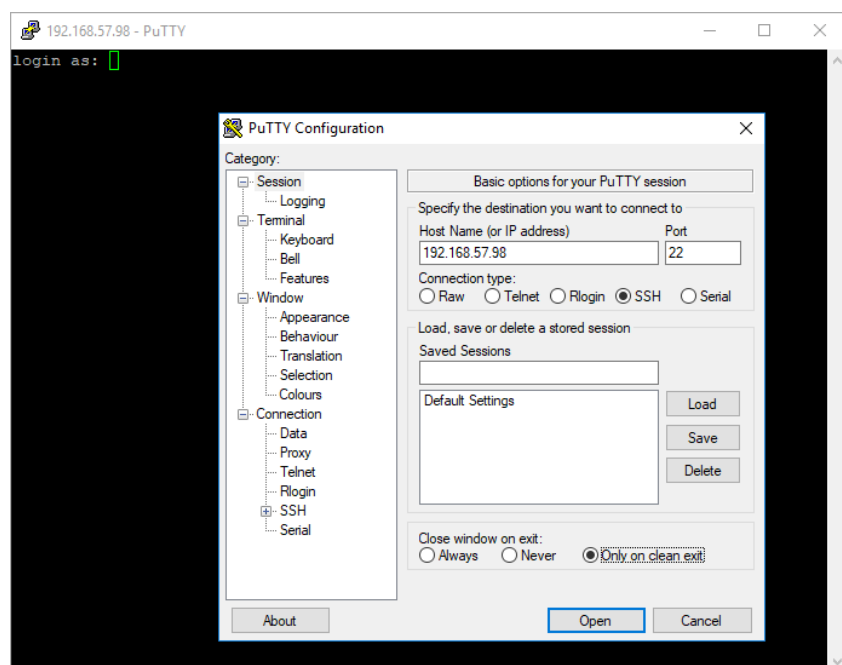 192.168.57.98 - PuTTY
login as:
PuTTY Configuration
Category:
Session
Logging
Terminal
Keyboard
Bell
Features
Window
Appearance
Behaviour
Translation
Selection
Colours
Connection
Data
Proxy
Telnet
Rlogin
SSH
Serial
Basic options for your PuTTY session
Specify the destination you want to connect to
Host Name (or IP address) Port
192.168.57.98 22
Connection type:
Raw Telnet Rlogin SSH Serial
Load, save or delete a stored session
Saved Sessions
Default Settings
Load
Save
Delete
Close window on exit:
Always Never Only on clean exit
About Open Cancel